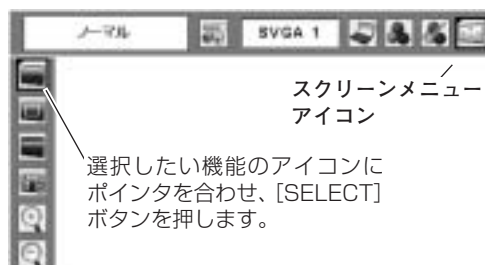 ノーマル
SVGA 1
スクリーンメニュー
アイコン
選択したい機能のアイコンに
ポインタを合わせ、[SELECT]
ボタンを押します。